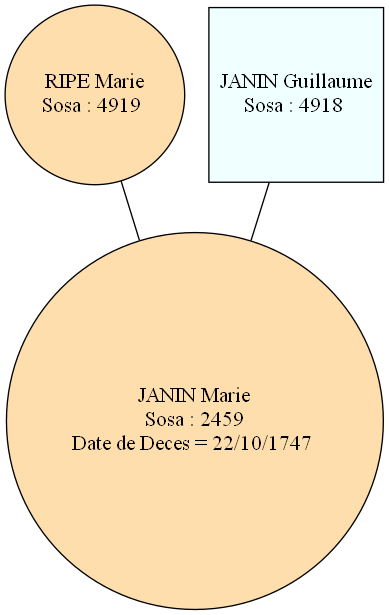 RIPE Marie
Sosa : 4919
JANIN Guillaume
Sosa : 4918
JANIN Marie
Sosa : 2459
Date de Deces = 22/10/1747